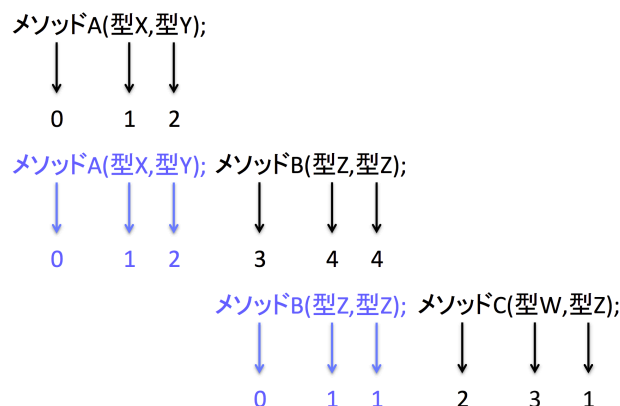 メソッドA(型X,型Y);
0 1 2
メソッドA(型X,型Y); メソッドB(型Z,型Z);
0 1 2 3 4 4
メソッドB(型Z,型Z); メソッドC(型W,型Z);
0 1 1 2 3 1